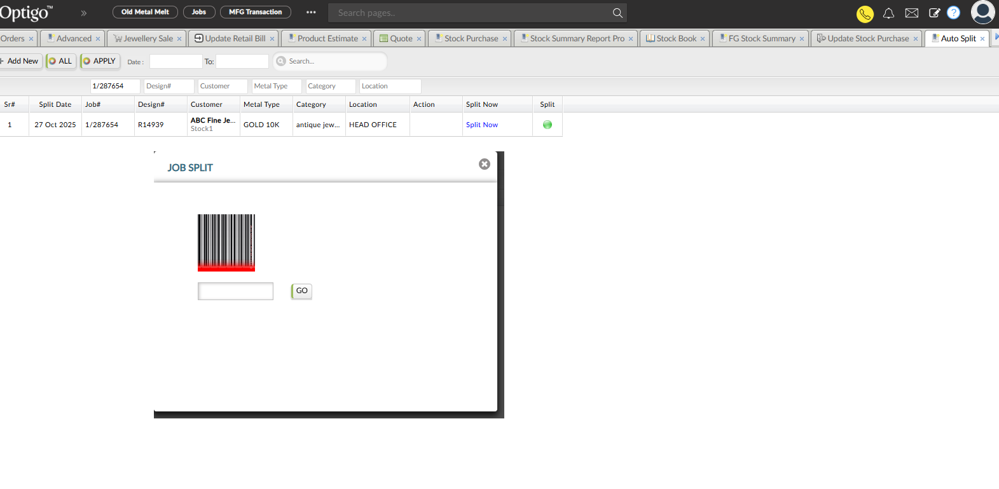 Optigo™ » Old Metal Melt Jobs MFG Transaction ••• Search pages.. ?
Orders × Advanced × Jewellery Sale × Update Retail Bill × Product Estimate × Quote × Stock Purchase × Stock Summary Report Pro × Stock Book × FG Stock Summary × Update Stock Purchase × Auto Split ×
+ Add New ALL APPLY Date : To: Search...
1/287654 Design# Customer Metal Type Category Location
Sr# Split Date Job# Design# Customer Metal Type Category Location Action Split Now Split
1 27 Oct 2025 1/287654 R14939 ABC Fine Je... GOLD 10K antique jew... HEAD OFFICE Split Now
Stock1
JOB SPLIT
GO